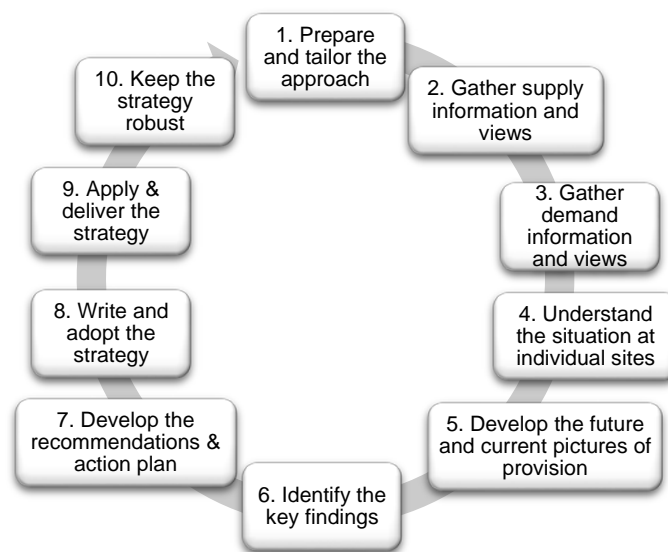 1. Prepare
and tailor the
approach
2. Gather supply
information and
views
3. Gather
demand
information
and views
4. Understand
the situation at
individual sites
5. Develop the future
and current pictures of
provision
6. Identify the
key findings
7. Develop the
recommendations &
action plan
8. Write and
adopt the
strategy
9. Apply &
deliver the
strategy
10. Keep the
strategy
robust